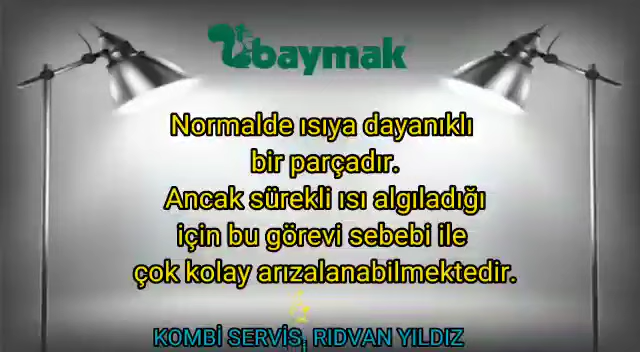 baymak
Normalde ısıya dayanıklı
bir parçadır.
Ancak sürekli ısı algıladığı
için bu görevi sebebi ile
çok kolay arızalanabilmektedir.
KOMBİ SERVİS, RIDVAN YILDIZ